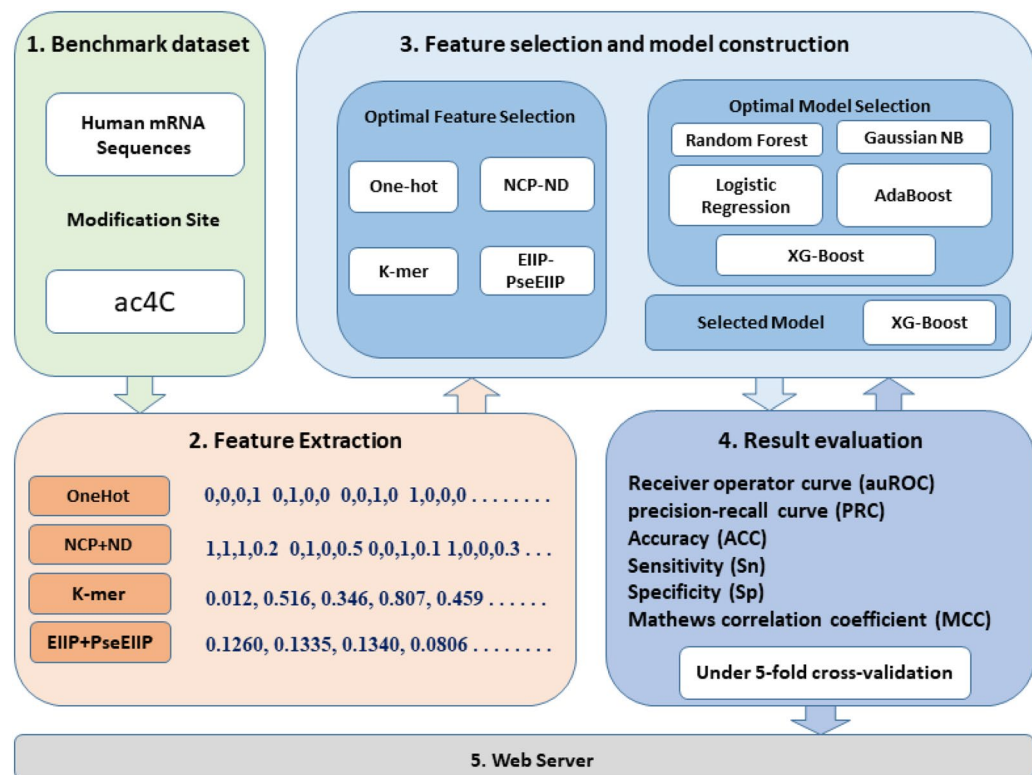 1. Benchmark dataset
Human mRNA
Sequences
Modification Site
ac4C
3. Feature selection and model construction
Optimal Feature Selection
One-hot
NCP-ND
K-mer
EIIP-
PseEIIP
Optimal Model Selection
Random Forest
Gaussian NB
Logistic
Regression
AdaBoost
XG-Boost
Selected Model
XG-Boost
2. Feature Extraction
OneHot
0,0,0,1 0,1,0,0 0,0,1,0 1,0,0,0 . . . . . . . .
NCP+ND
1,1,1,0.2 0,1,0,0.5 0,0,1,0.1 1,0,0,0.3 . . .
K-mer
0.012, 0.516, 0.346, 0.807, 0.459 . . . . . .
EIIP+PseEIIP
0.1260, 0.1335, 0.1340, 0.0806 . . . . . . . .
4. Result evaluation
Receiver operator curve (auROC)
precision-recall curve (PRC)
Accuracy (ACC)
Sensitivity (Sn)
Specificity (Sp)
Mathews correlation coefficient (MCC)
Under 5-fold cross-validation
5. Web Server